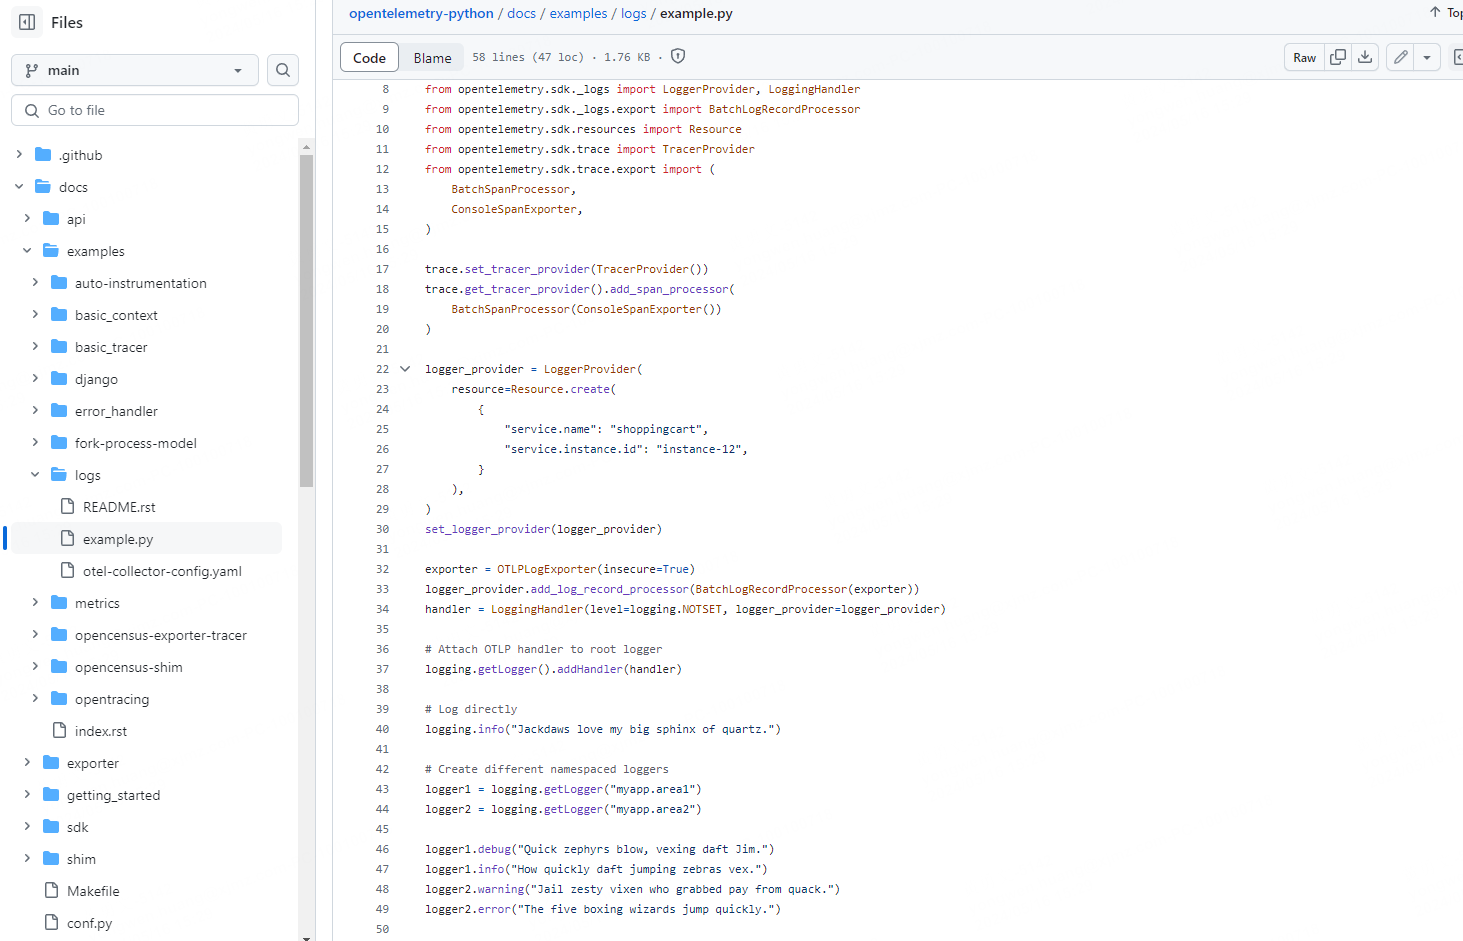 Files
main
Go to file
.github
docs
api
examples
auto-instrumentation
basic_context
basic_tracer
django
error_handler
fork-process-model
logs
README.rst
example.py
otel-collector-config.yaml
metrics
opencensus-exporter-tracer
opencensus-shim
opentracing
index.rst
exporter
getting_started
sdk
shim
Makefile
conf.py
opentelemetry-python / docs / examples / logs / example.py
Top
Code Blame 58 lines (47 loc) · 1.76 KB · Raw
8 from opentelemetry.sdk._logs import LoggerProvider, LoggingHandler
9 from opentelemetry.sdk._logs.export import BatchLogRecordProcessor
10 from opentelemetry.sdk.resources import Resource
11 from opentelemetry.sdk.trace import TracerProvider
12 from opentelemetry.sdk.trace.export import (
13     BatchSpanProcessor,
14     ConsoleSpanExporter,
15 )
16
17 trace.set_tracer_provider(TracerProvider())
18 trace.get_tracer_provider().add_span_processor(
19     BatchSpanProcessor(ConsoleSpanExporter())
20 )
21
22 logger_provider = LoggerProvider(
23     resource=Resource.create(
24         {
25             "service.name": "shoppingcart",
26             "service.instance.id": "instance-12",
27         }
28     ),
29 )
30 set_logger_provider(logger_provider)
31
32 exporter = OTLPLogExporter(insecure=True)
33 logger_provider.add_log_record_processor(BatchLogRecordProcessor(exporter))
34 handler = LoggingHandler(level=logging.NOTSET, logger_provider=logger_provider)
35
36 # Attach OTLP handler to root logger
37 logging.getLogger().addHandler(handler)
38
39 # Log directly
40 logging.info("Jackdaws love my big sphinx of quartz.")
41
42 # Create different namespaced loggers
43 logger1 = logging.getLogger("myapp.area1")
44 logger2 = logging.getLogger("myapp.area2")
45
46 logger1.debug("Quick zephyrs blow, vexing daft Jim.")
47 logger1.info("How quickly daft jumping zebras vex.")
48 logger2.warning("Jail zesty vixen who grabbed pay from quack.")
49 logger2.error("The five boxing wizards jump quickly.")
50